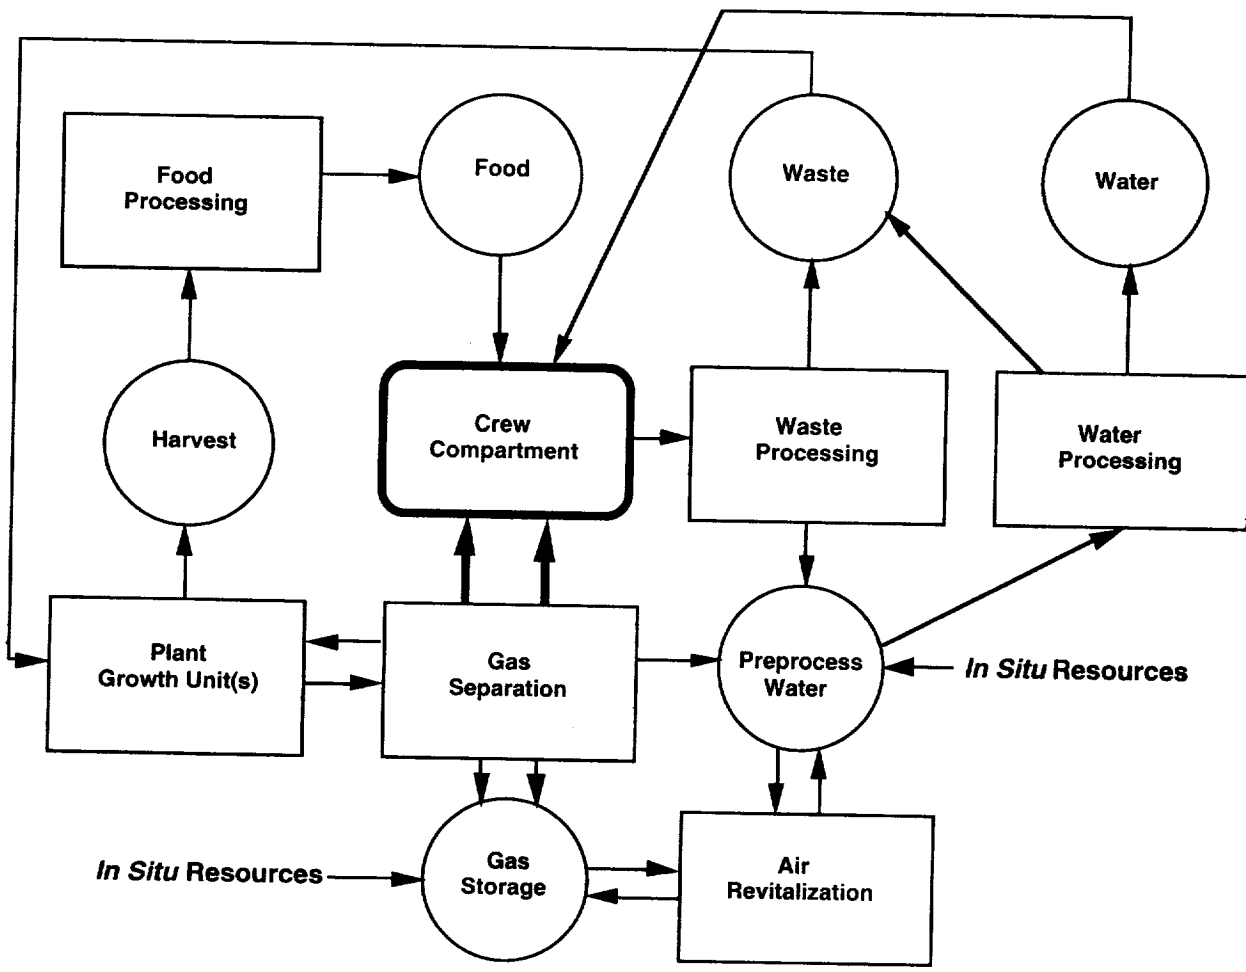 Food
Processing
Food
Waste
Water
Harvest
Crew
Compartment
Waste
Processing
Water
Processing
Plant
Growth Unit(s)
Gas
Separation
Preprocess
Water
In Situ Resources
In Situ Resources
Gas
Storage
Air
Revitalization